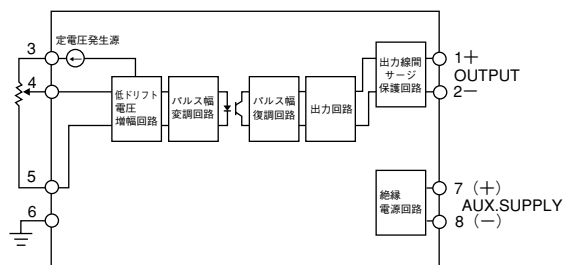 定電圧発生源
3
4
5
6
低ドリフト
電圧
増幅回路
パルス幅
変調回路
パルス幅
復調回路
出力回路
出力線間
サージ
保護回路
1＋
OUTPUT
2－
絶縁
電源回路
7（＋）
AUX.SUPPLY
8（－）